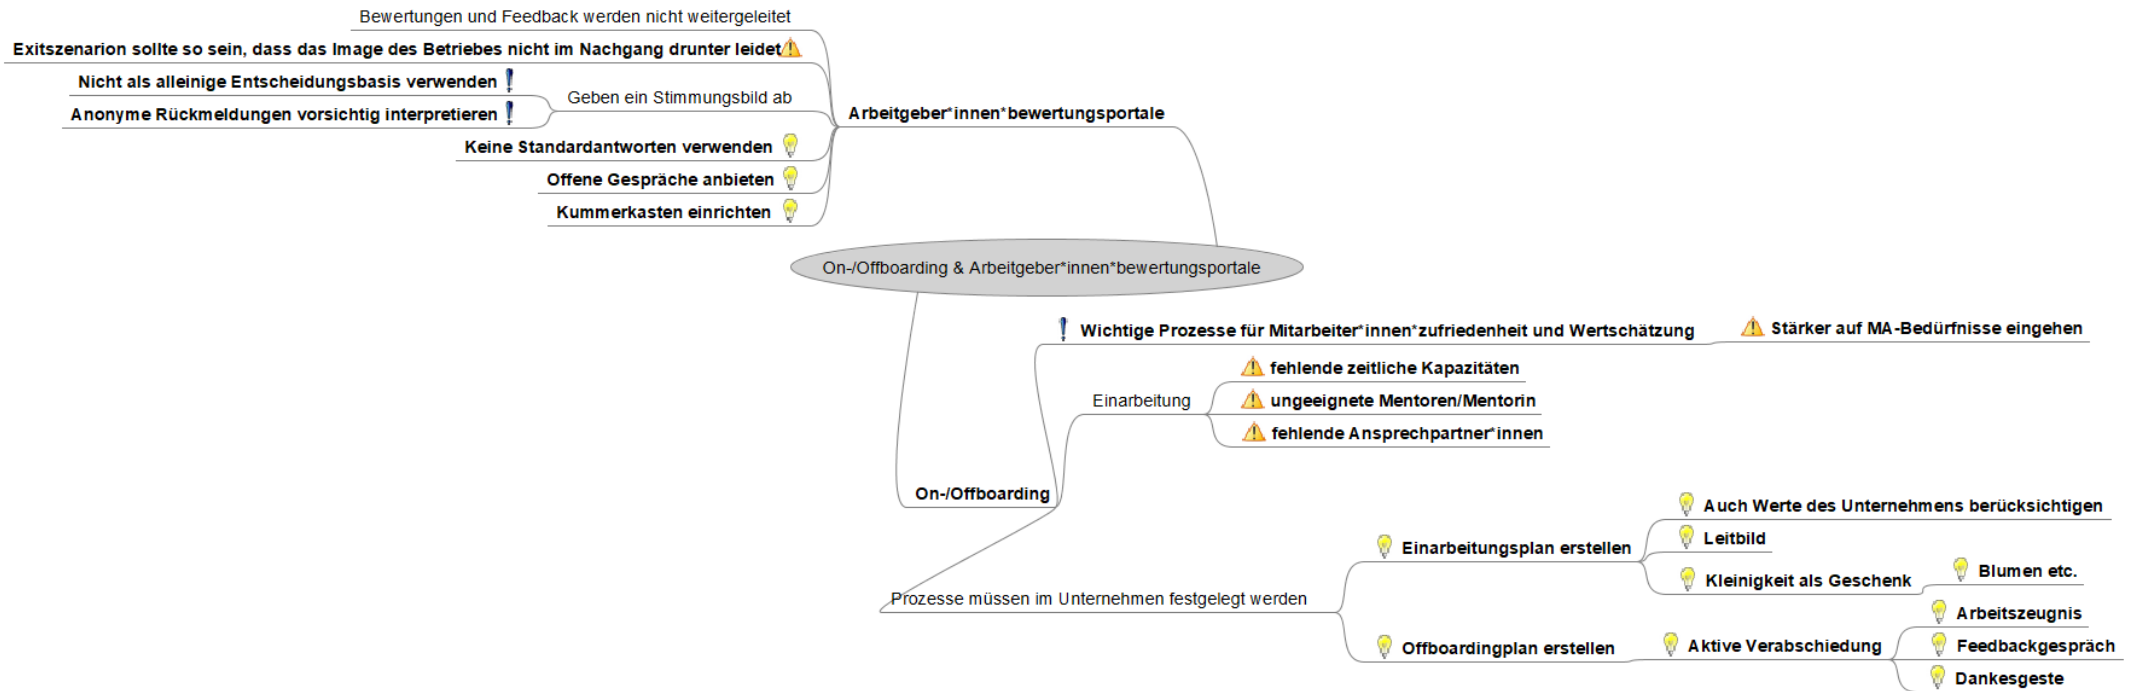 Bewertungen und Feedback werden nicht weitergeleitet
Exitszenarion sollte so sein, dass das Image des Betriebes nicht im Nachgang drunter leidet
Nicht als alleinige Entscheidungsbasis verwenden
Anonyme Rückmeldungen vorsichtig interpretieren
Geben ein Stimmungsbild ab
Keine Standardantworten verwenden
Offene Gespräche anbieten
Kummerkasten einrichten
Arbeitgeber*innen*bewertungsportale
On-/Offboarding & Arbeitgeber*innen*bewertungsportale
Wichtige Prozesse für Mitarbeiter*innen*zufriedenheit und Wertschätzung
Stärker auf MA-Bedürfnisse eingehen
Einarbeitung
fehlende zeitliche Kapazitäten
ungeeignete Mentoren/Mentorin
fehlende Ansprechpartner*innen
On-/Offboarding
Prozesse müssen im Unternehmen festgelegt werden
Einarbeitungsplan erstellen
Auch Werte des Unternehmens berücksichtigen
Leitbild
Kleinigkeit als Geschenk
Blumen etc.
Offboardingplan erstellen
Aktive Verabschiedung
Arbeitszeugnis
Feedbackgespräch
Dankesgeste